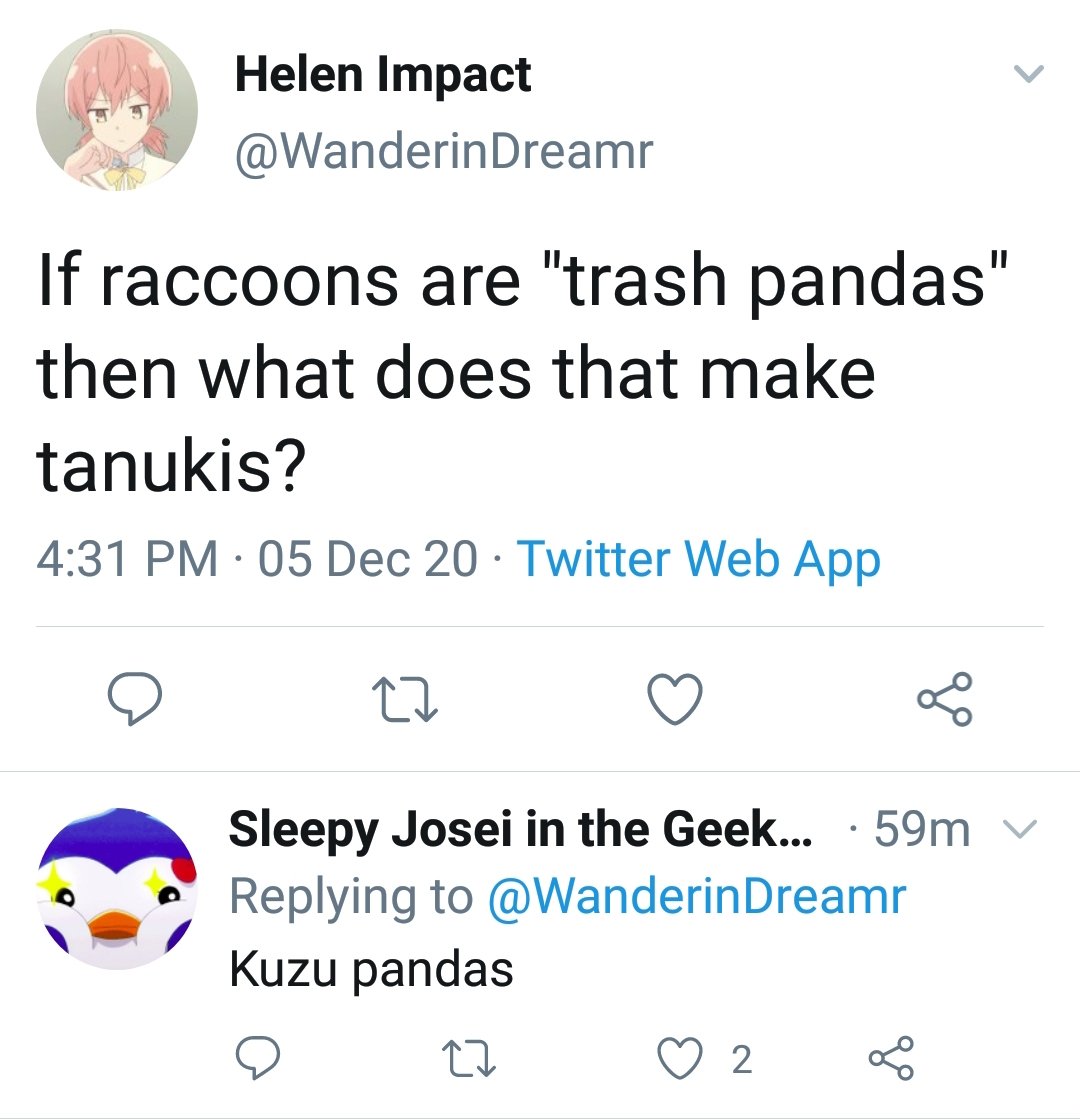 Helen Impact
@WanderinDreamr
If raccoons are "trash pandas"
then what does that make
tanukis?
4:31 PM · 05 Dec 20 · Twitter Web App
Sleepy Josei in the Geek... · 59m
Replying to @WanderinDreamr
Kuzu pandas
2